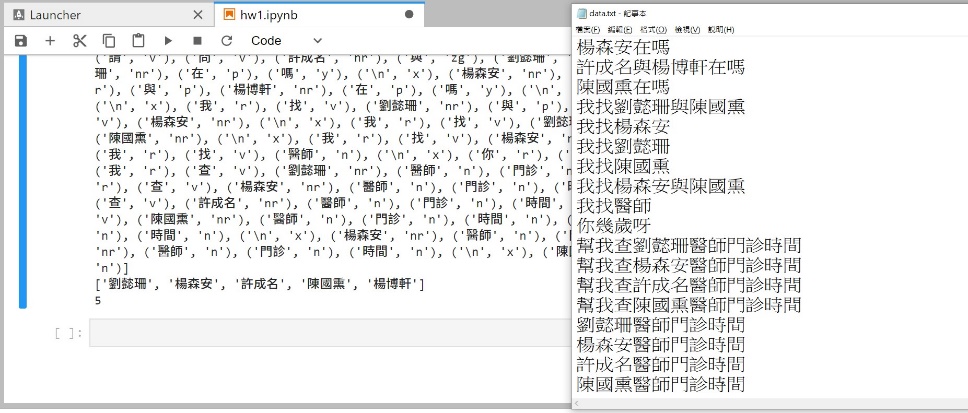 Launcher
hw1.ipynb
Code
('請', 'v'), ('問', 'v'), ('許成名', 'nr'), ('與', 'zg'), ('劉懿珊',
珊', 'nr'), ('在', 'p'), ('嗎', 'y'), ('\n', 'x'), ('楊森安', 'nr'),
r'), ('與', 'p'), ('楊博軒', 'nr'), ('在', 'p'), ('嗎', 'y'), ('\n',
('\n', 'x'), ('我', 'r'), ('找', 'v'), ('劉懿珊', 'nr'), ('與', 'p'),
'v'), ('楊森安', 'nr'), ('\n', 'x'), ('我', 'r'), ('找', 'v'), ('劉懿
('陳國熏', 'nr'), ('\n', 'x'), ('我', 'r'), ('找', 'v'), ('楊森安',
('我', 'r'), ('找', 'v'), ('醫師', 'n'), ('\n', 'x'), ('你', 'r'), (
('我', 'r'), ('查', 'v'), ('劉懿珊', 'nr'), ('醫師', 'n'), ('門診', 'n'
r'), ('查', 'v'), ('楊森安', 'nr'), ('醫師', 'n'), ('門診', 'n'), (
('查', 'v'), ('許成名', 'nr'), ('醫師', 'n'), ('門診', 'n'), ('時間',
v'), ('陳國熏', 'nr'), ('醫師', 'n'), ('門診', 'n'), ('時間', 'n'),
'n'), ('時間', 'n'), ('\n', 'x'), ('楊森安', 'nr'), ('醫師', 'n'), (
'nr'), ('醫師', 'n'), ('門診', 'n'), ('時間', 'n'), ('\n', 'x'), ('陳
'n')]
['劉懿珊', '楊森安', '許成名', '陳國熏', '楊博軒']
5
[ ]:
data.txt - 記事本
檔案(F) 編輯(E) 格式(O) 檢視(V) 說明(H)
楊森安在嗎
許成名與楊博軒在嗎
陳國熏在嗎
我找劉懿珊與陳國熏
我找楊森安
我找劉懿珊
我找陳國熏
我找楊森安與陳國熏
我找醫師
你幾歲呀
幫我查劉懿珊醫師門診時間
幫我查楊森安醫師門診時間
幫我查許成名醫師門診時間
幫我查陳國熏醫師門診時間
劉懿珊醫師門診時間
楊森安醫師門診時間
許成名醫師門診時間
陳國熏醫師門診時間